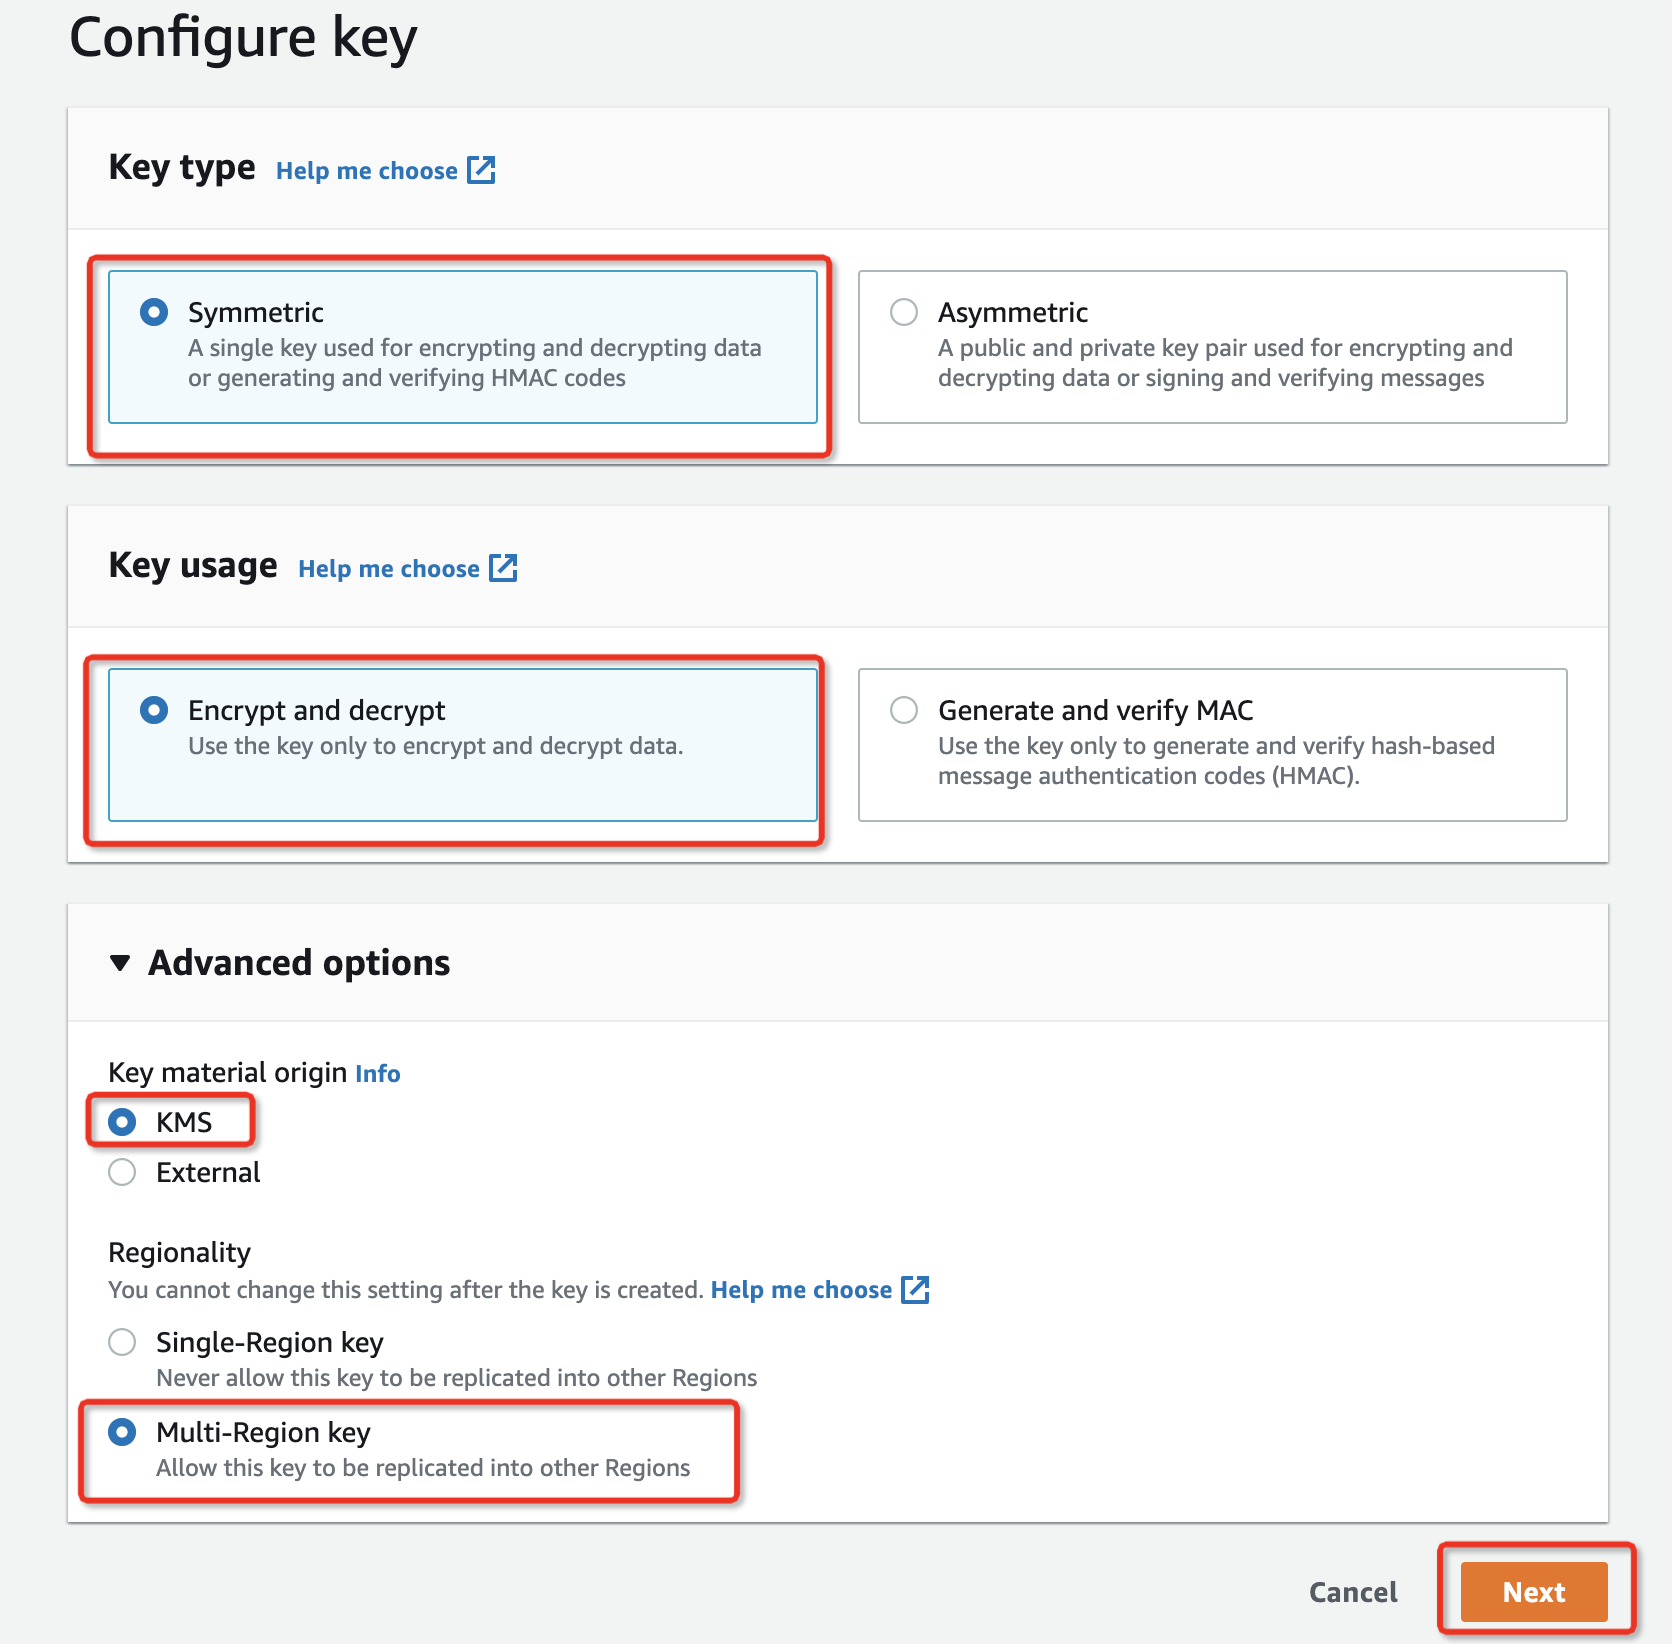 Configure key
Key type Help me choose
Symmetric
A single key used for encrypting and decrypting data
or generating and verifying HMAC codes
Asymmetric
A public and private key pair used for encrypting and
decrypting data or signing and verifying messages
Key usage Help me choose
Encrypt and decrypt
Use the key only to encrypt and decrypt data.
Generate and verify MAC
Use the key only to generate and verify hash-based
message authentication codes (HMAC).
Advanced options
Key material origin Info
KMS
External
Regionality
You cannot change this setting after the key is created. Help me choose
Single-Region key
Never allow this key to be replicated into other Regions
Multi-Region key
Allow this key to be replicated into other Regions
Cancel Next